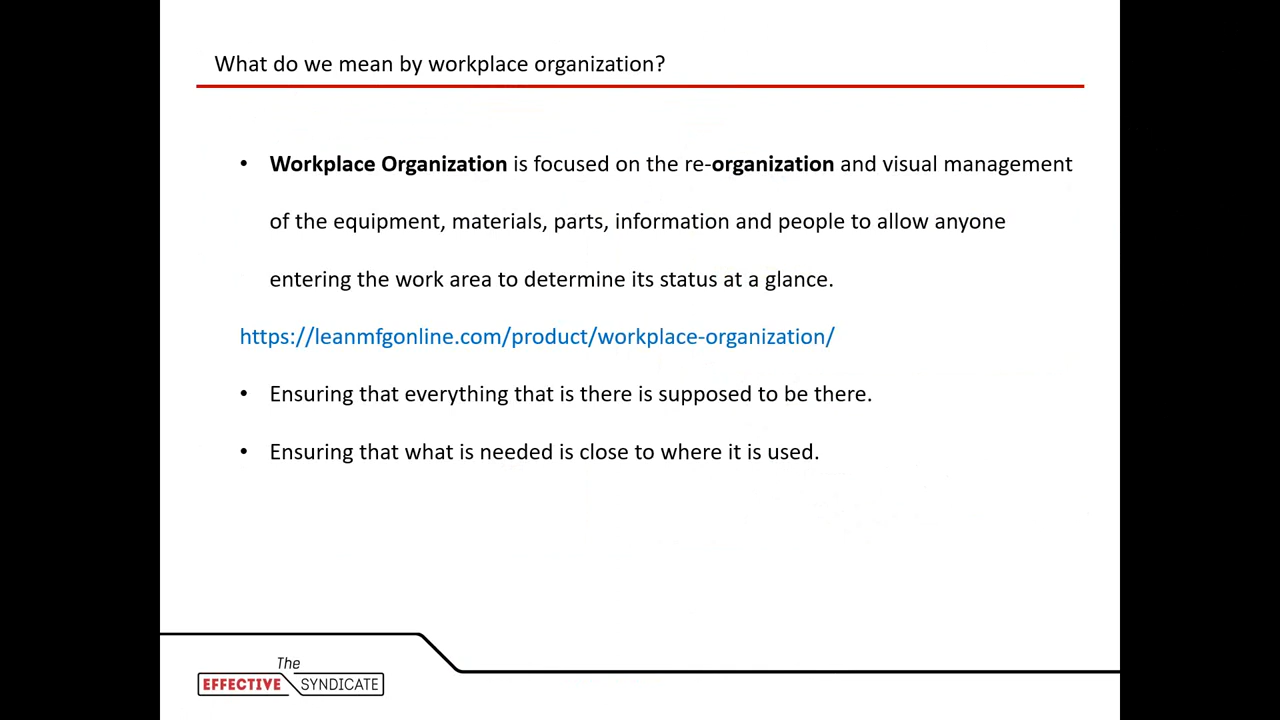 What do we mean by workplace organization?
• Workplace Organization is focused on the re-organization and visual management
of the equipment, materials, parts, information and people to allow anyone
entering the work area to determine its status at a glance.
https://leanmfgonline.com/product/workplace-organization/
• Ensuring that everything that is there is supposed to be there.
• Ensuring that what is needed is close to where it is used.
The
EFFECTIVE SYNDICATE